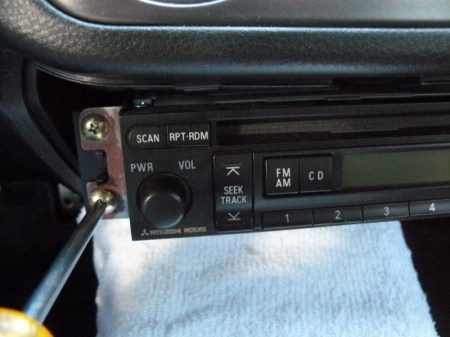 SCAN RPT·RDM
PWR VOL
SEEK
TRACK
FM
AM
CD
1 2 3 4
MITSUBISHI MOTORS